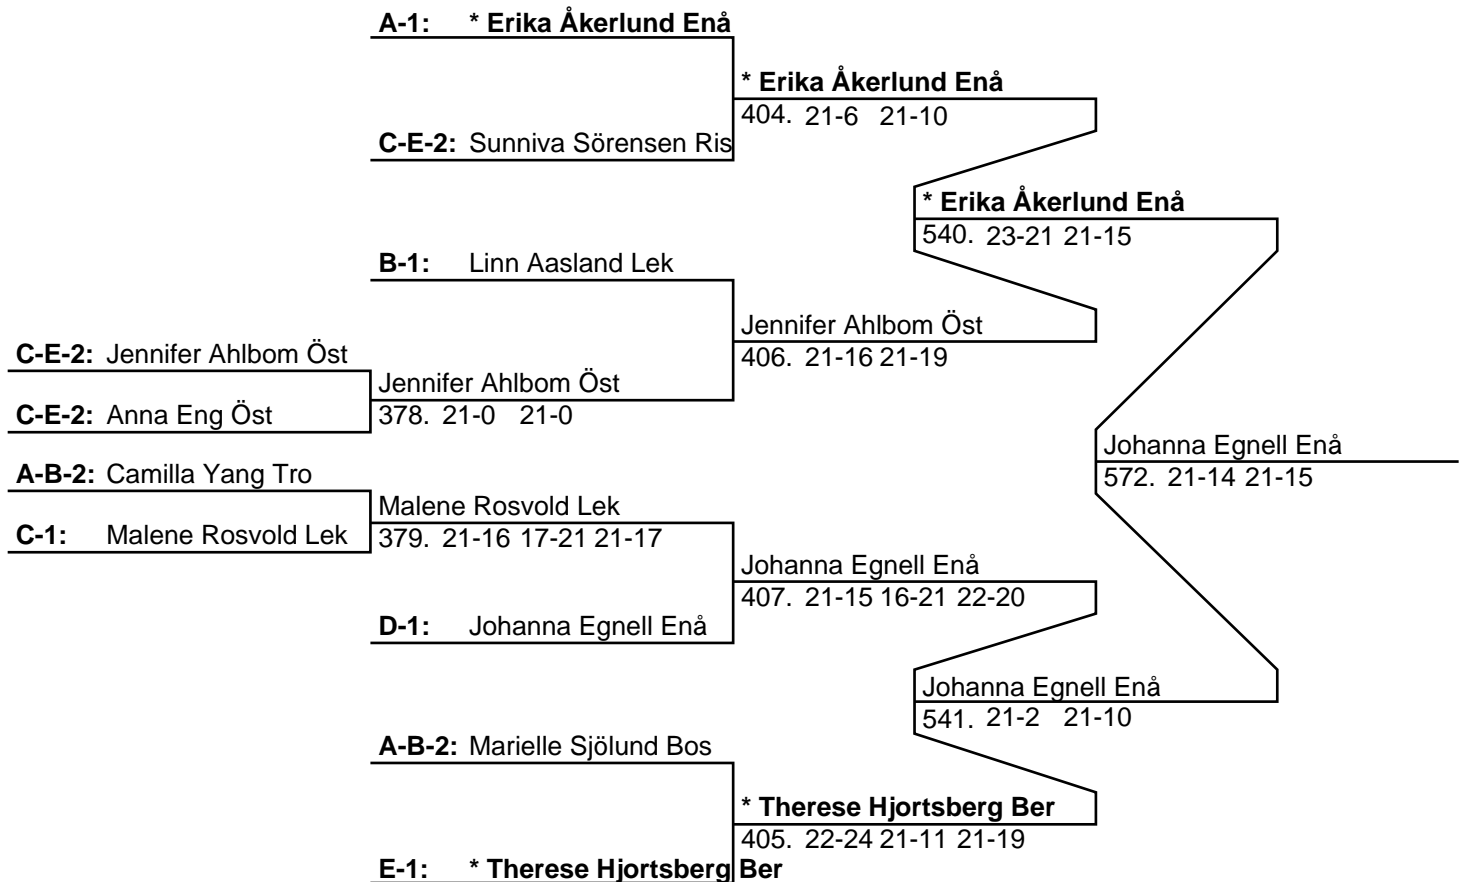 A-1: * Erika Åkerlund Enå
* Erika Åkerlund Enå
404. 21-6 21-10
C-E-2: Sunniva Sörensen Ris
* Erika Åkerlund Enå
540. 23-21 21-15
B-1: Linn Aasland Lek
Jennifer Ahlbom Öst
406. 21-16 21-19
C-E-2: Jennifer Ahlbom Öst
Jennifer Ahlbom Öst
378. 21-0 21-0
C-E-2: Anna Eng Öst
Johanna Egnell Enå
572. 21-14 21-15
A-B-2: Camilla Yang Tro
Malene Rosvold Lek
379. 21-16 17-21 21-17
C-1: Malene Rosvold Lek
Johanna Egnell Enå
407. 21-15 16-21 22-20
D-1: Johanna Egnell Enå
Johanna Egnell Enå
541. 21-2 21-10
A-B-2: Marielle Sjölund Bos
* Therese Hjortsberg Ber
405. 22-24 21-11 21-19
E-1: * Therese Hjortsberg Ber